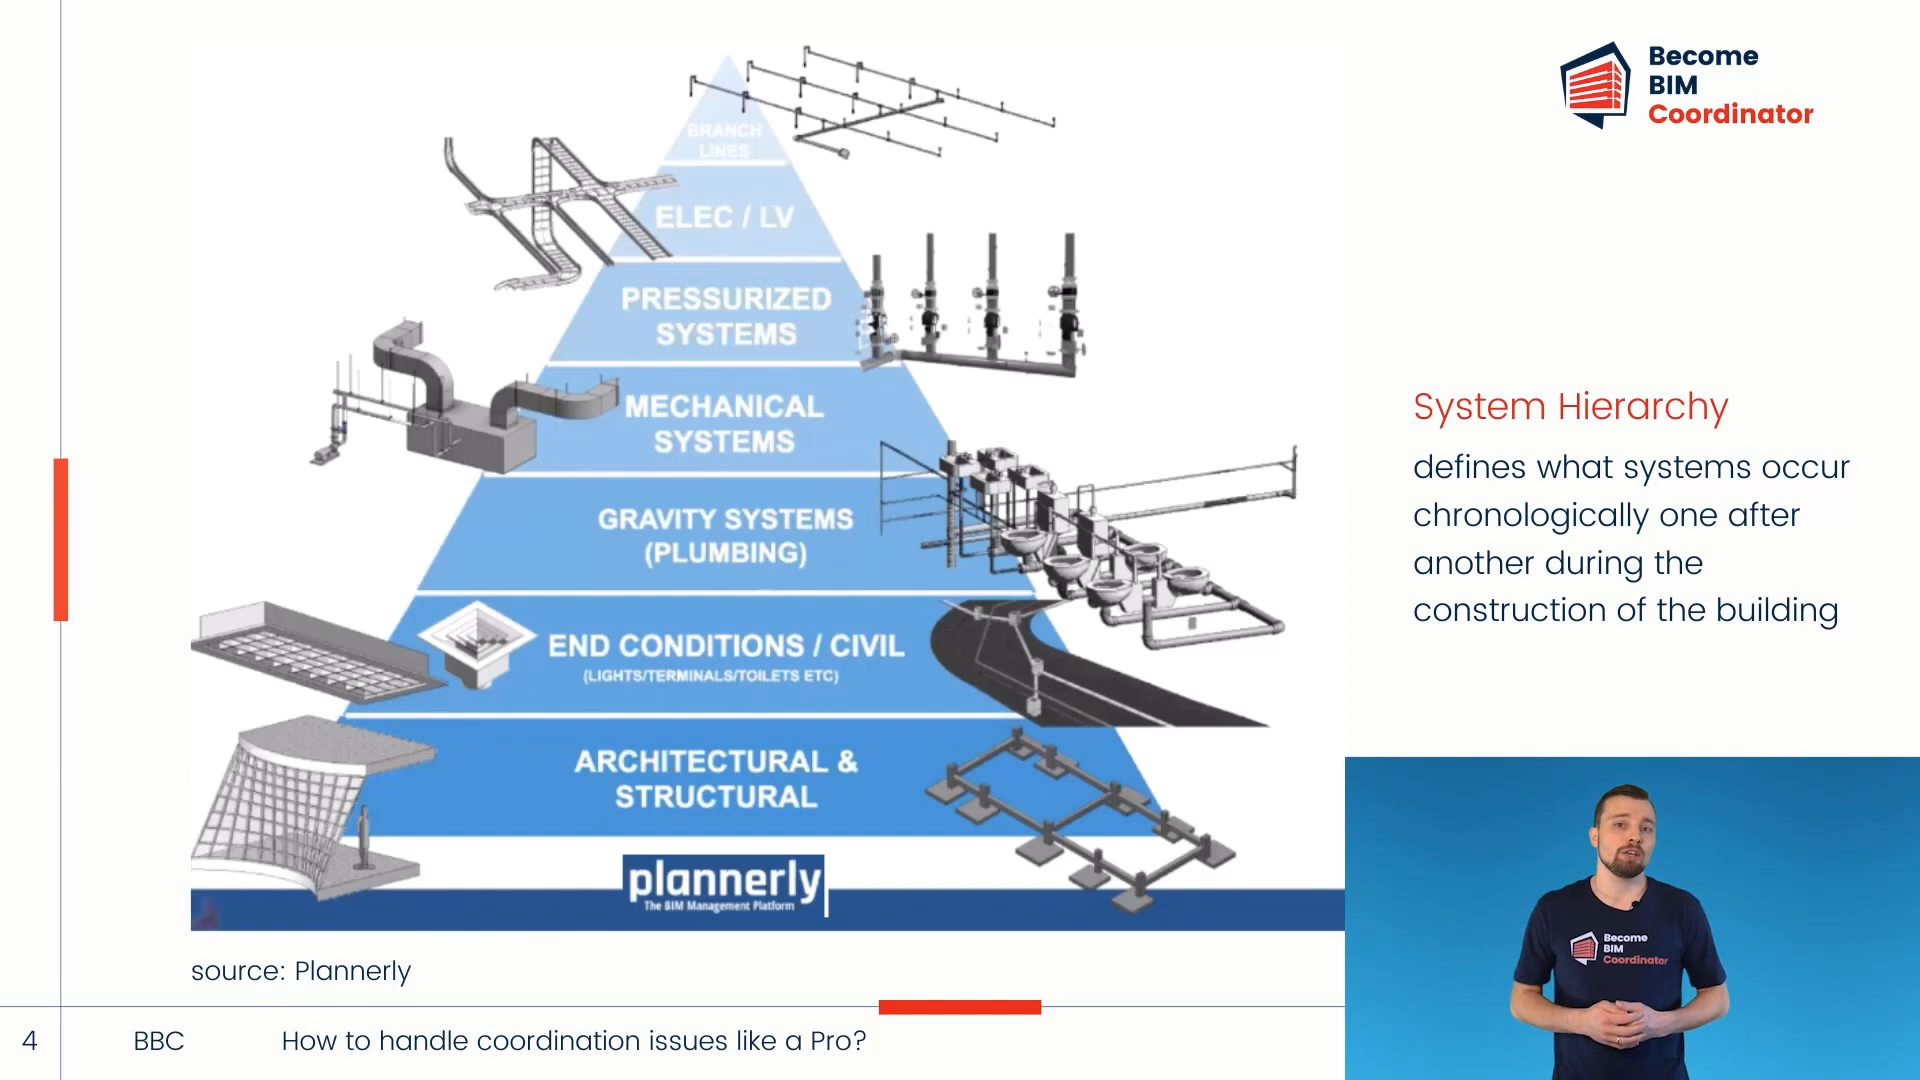 BRANCH
LINES
ELEC / LV
PRESSURIZED
SYSTEMS
MECHANICAL
SYSTEMS
GRAVITY SYSTEMS
(PLUMBING)
END CONDITIONS / CIVIL
(LIGHTS/TERMINALS/TOILETS ETC)
ARCHITECTURAL &
STRUCTURAL
plannerly
The BIM Management Platform
source: Plannerly
Become
BIM
Coordinator
System Hierarchy
defines what systems occur
chronologically one after
another during the
construction of the building
Become
BIM
Coordinator
4 BBC How to handle coordination issues like a Pro?